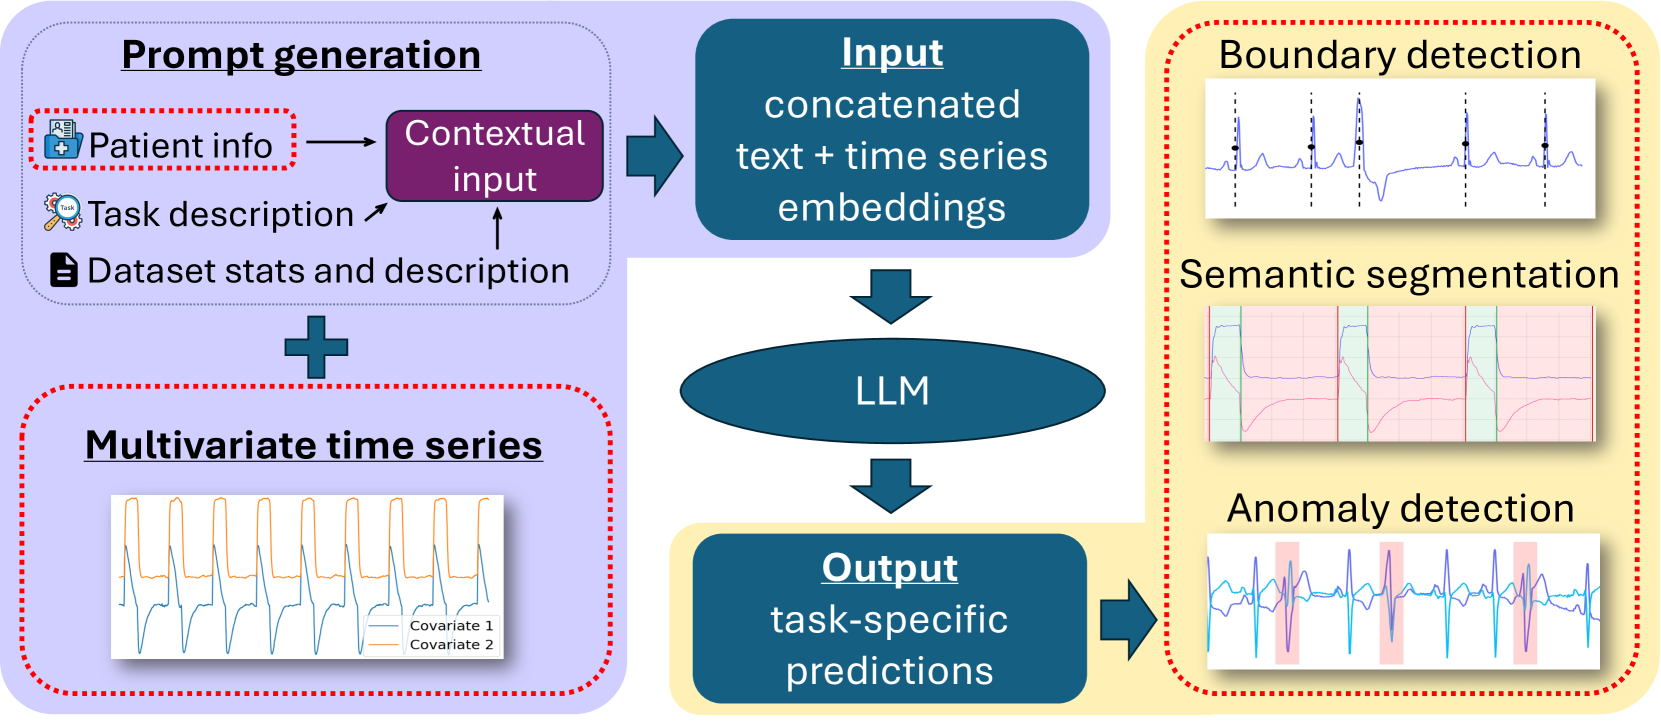 Prompt generation
Patient info
Contextual
input
Task
Task description
Dataset stats and description
Multivariate time series
Covariate 1
Covariate 2
Input
concatenated
text + time series
embeddings
LLM
Output
task-specific
predictions
Boundary detection
Semantic segmentation
Anomaly detection